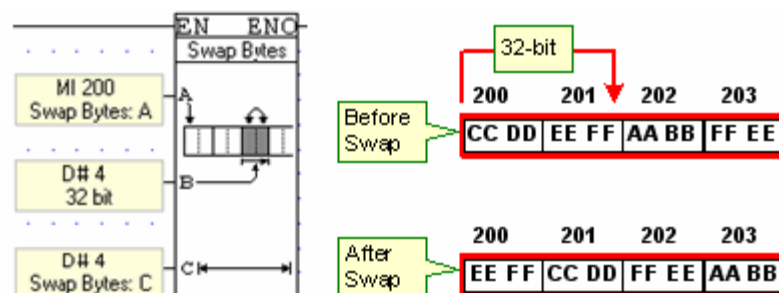 EN ENO
Swap Bytes
MI 200
Swap Bytes: A
A
D# 4
32 bit
B
D# 4
Swap Bytes: C
C
32-bit
200 201 202 203
Before
Swap
CC DD EE FF AA BB FF EE
200 201 202 203
After
Swap
EE FF CC DD FF EE AA BB